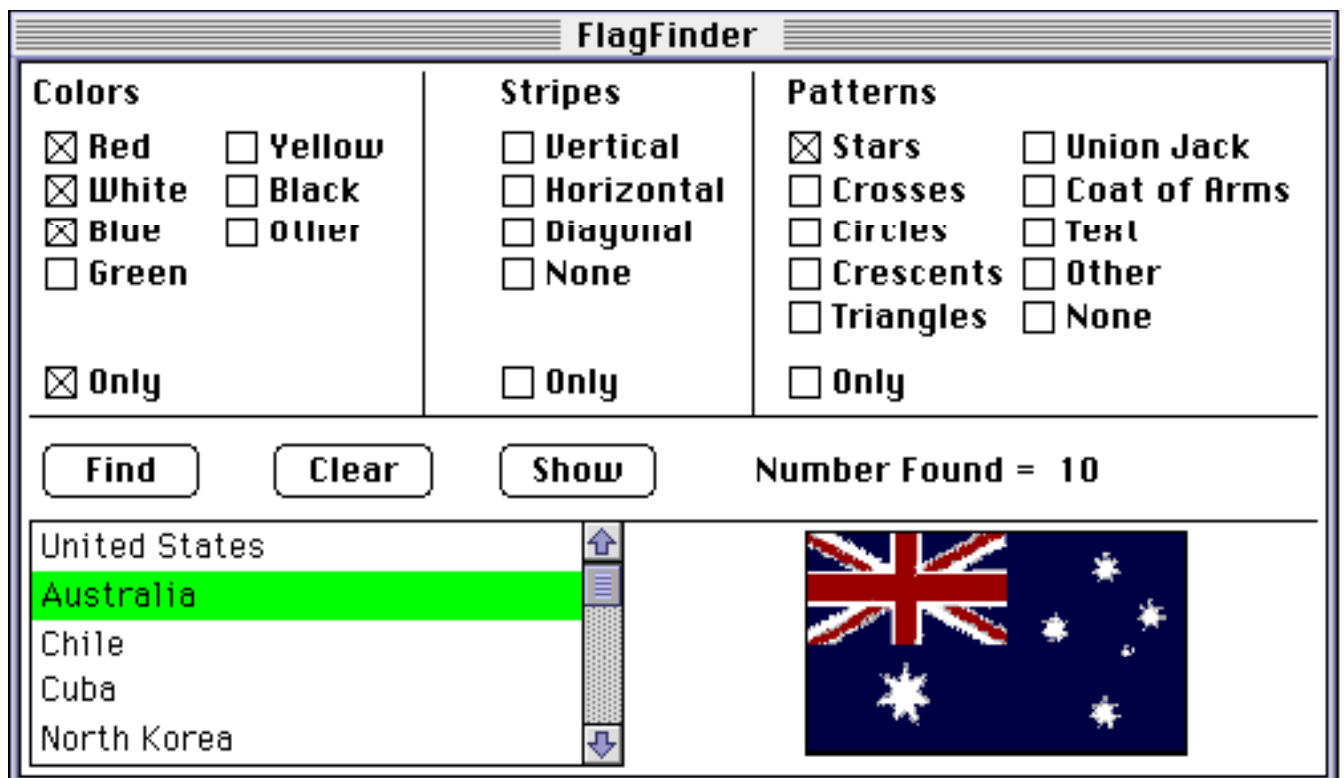 FlagFinder
Colors
Stripes
Patterns
Red
Yellow
Vertical
Stars
Union Jack
White
Black
Horizontal
Crosses
Coat of Arms
Blue
Other
Diagonal
Circles
Text
Green
None
Crescents
Other
Triangles
None
Only
Only
Only
Find
Clear
Show
Number Found = 10
United States
Australia
Chile
Cuba
North Korea